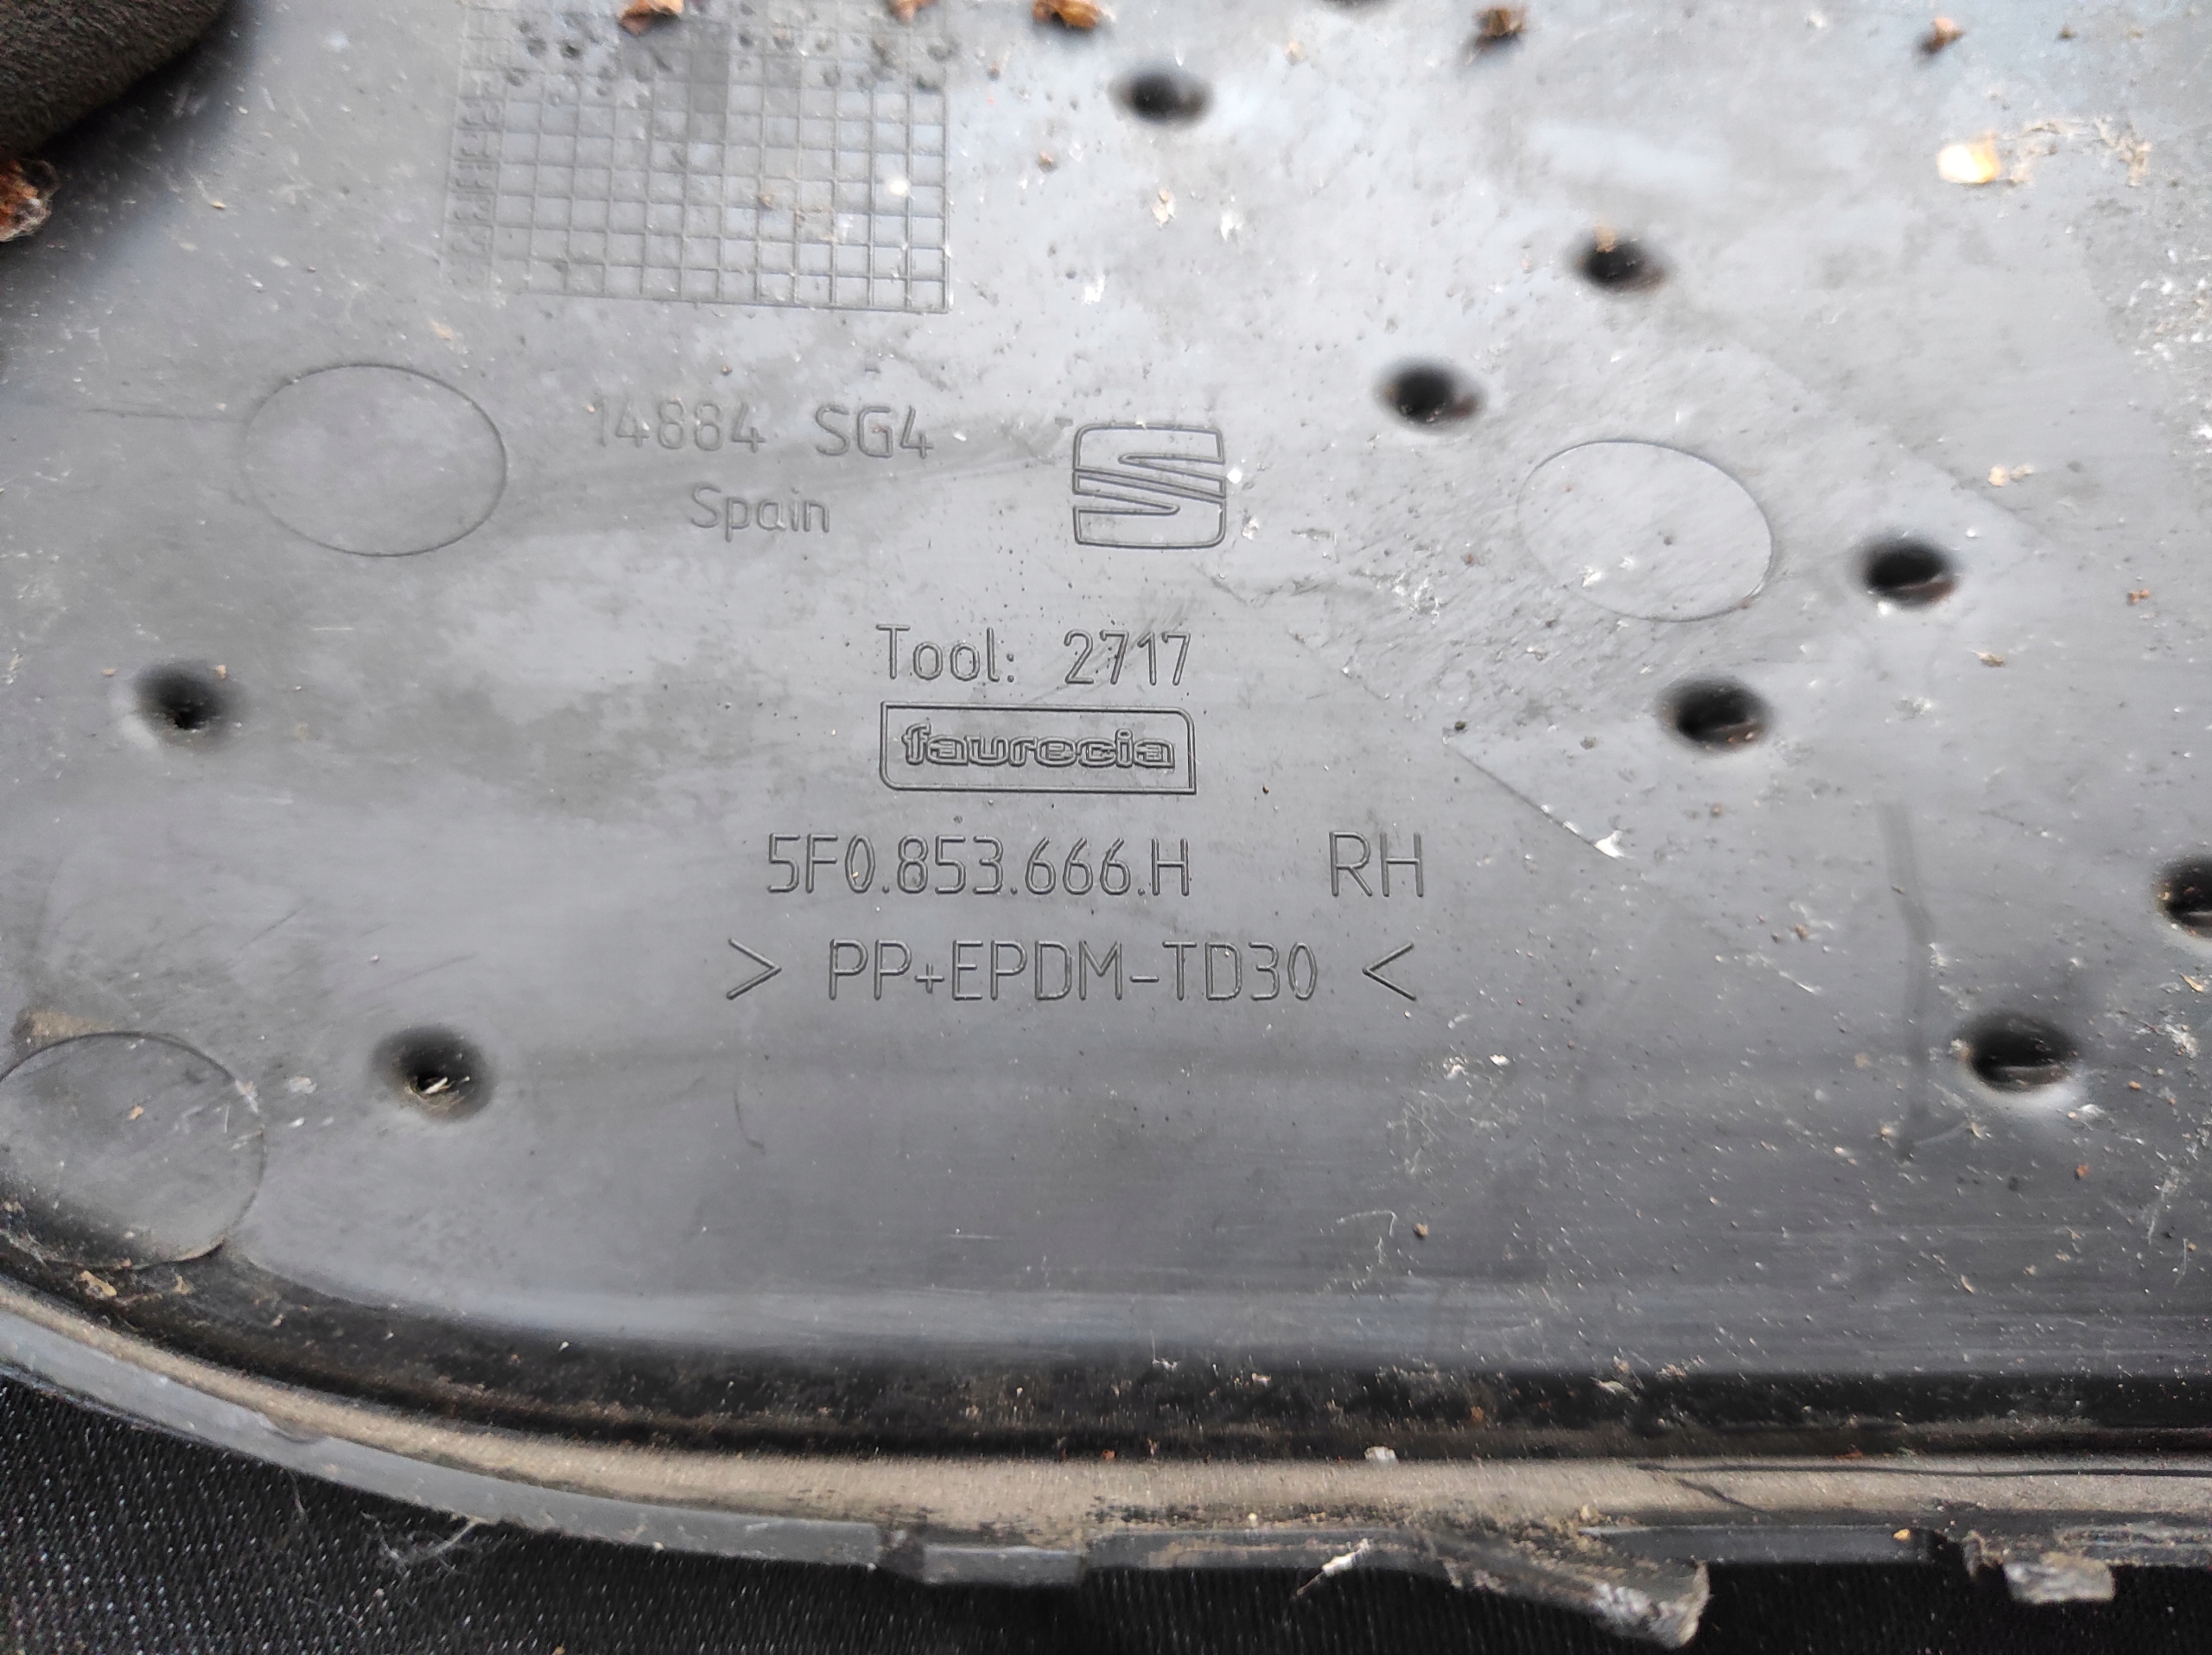 14884 SG4
Spain
Tool: 2717
faurecia
5F0.853.666.H RH
> PP+EPDM-TD30 <